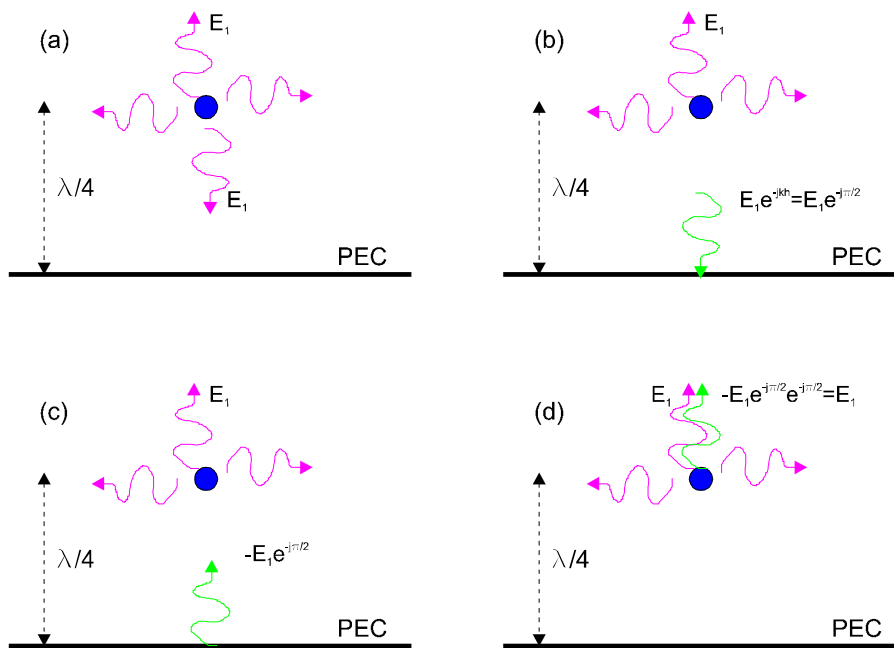 (a)
E₁
λ/4
E₁
PEC
(b)
E₁
λ/4
E₁e⁻ʲᵏʰ=E₁e⁻ʲπ/²
PEC
(c)
E₁
λ/4
-E₁e⁻ʲπ/²
PEC
(d)
E₁ -E₁e⁻ʲπ/²e⁻ʲπ/²=E₁
λ/4
PEC